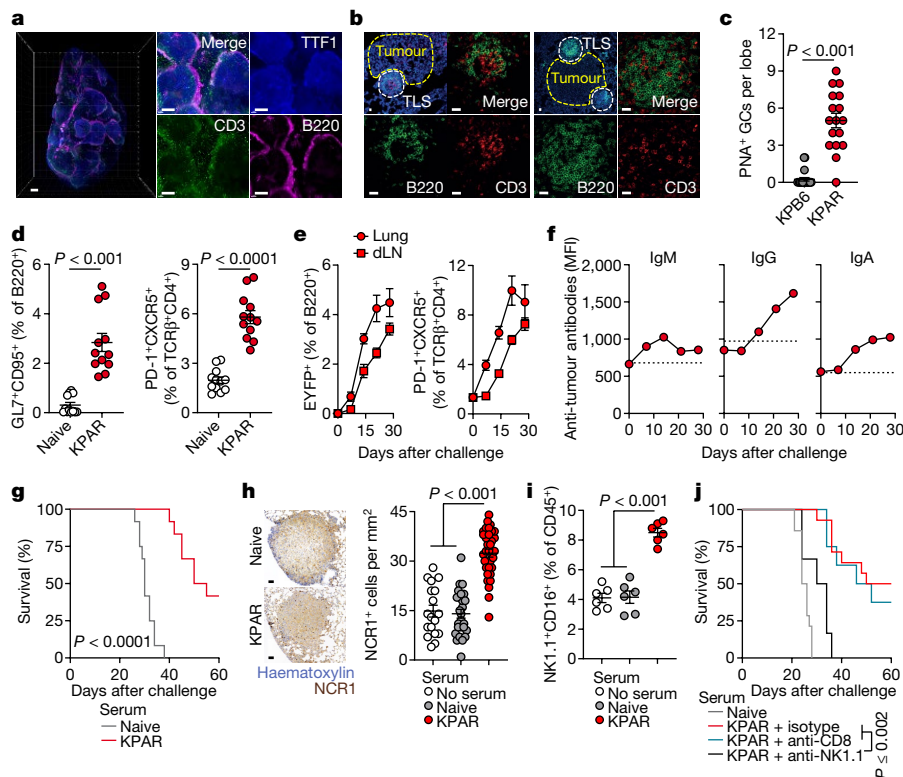 a
Merge
TTF1
CD3
B220
b
Tumour
TLS
Merge
B220
CD3
Tumour
TLS
Merge
B220
CD3
c
P < 0.001
PNA+ GCs per lobe
15
10
5
0
KPB6
KPAR
d
P < 0.001
GL7+CD95+ (% of B220+)
6
4
2
0
Naive
KPAR
P < 0.0001
PD-1+CXCR5+
(% of TCRβ+CD4+)
9
6
3
0
Naive
KPAR
e
Lung
dLN
EYFP+ (% of B220+)
6
4
2
0
0 15 30
PD-1+CXCR5+
(% of TCRβ+CD4+)
12
8
4
0
0 15 30
Days after challenge
f
Anti-tumour antibodies (MFI)
2,000
1,500
1,000
500
0
IgM
IgG
IgA
0 10 20 30
0 10 20 30
0 10 20 30
Days after challenge
g
Survival (%)
100
50
0
P < 0.0001
0 20 40 60
Days after challenge
Serum
Naive
KPAR
h
Naive
KPAR
Haematoxylin
NCR1
P < 0.001
NCR1+ cells per mm2
45
30
15
0
Serum
No serum
Naive
KPAR
i
P < 0.001
NK1.1+CD16+ (% of CD45+)
10
8
6
4
2
0
Serum
No serum
Naive
KPAR
j
Survival (%)
100
50
0
0 20 40 60
Days after challenge
Serum
Naive
KPAR + isotype
KPAR + anti-CD8
KPAR + anti-NK1.1
P ≤ 0.002